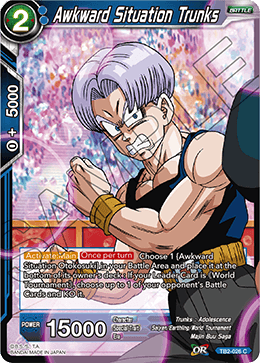 2
Awkward Situation Trunks
BATTLE
0 + 5000
Activate: Main Once per turn Choose 1 [Awkward
Situation Otokosuki] in your Battle Area and place it at the
bottom of its owner's deck: If your Leader Card is {World
Tournament}, choose up to 1 of your opponent's Battle
Cards and KO it.
POWER
15000
Character
Special Trait
Era
Trunks : Adolescence
Saiyan/Earthling/World Tournament
Majin Buu Saga
BANDAI MADE IN JAPAN
TB2-026 C